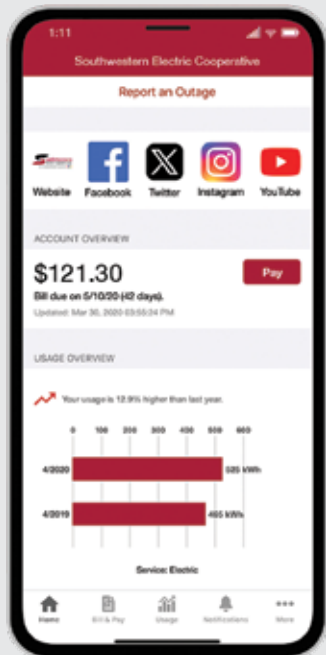 1:11
Southwestern Electric Cooperative
Report an Outage
Website Facebook Twitter Instagram YouTube
ACCOUNT OVERVIEW
$121.30
Pay
Bill due on 5/10/20 (42 days).
Updated: Mar 30, 2020 03:55:24 PM
USAGE OVERVIEW
Your usage is 12.9% higher than last year.
0 100 200 300 400 500 600
4/2020 525 kWh
4/2019 465 kWh
Service: Electric
Home Bill & Pay Usage Notifications More